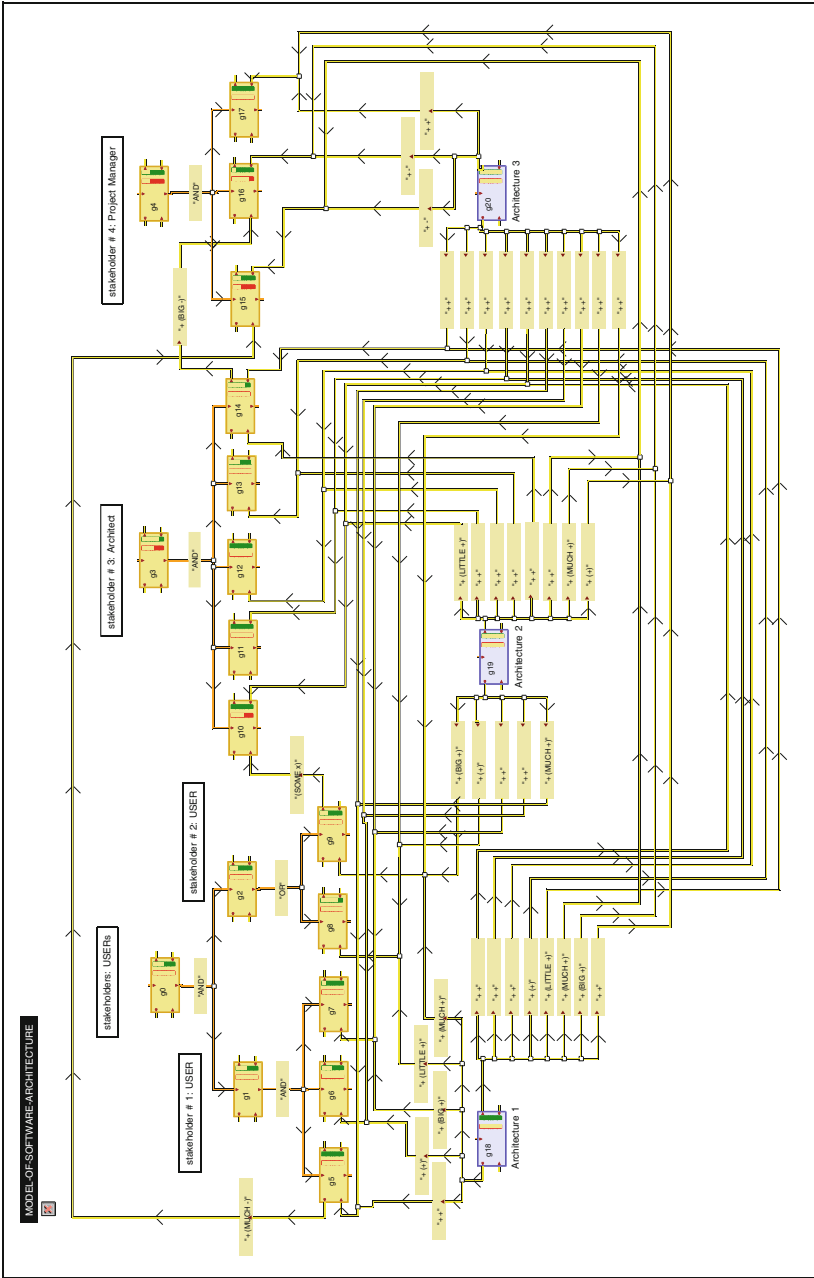 MODEL-OF-SOFTWARE-ARCHITECTURE
stakeholders: USERs
stakeholder # 3: Architect
stakeholder # 4: Project Manager
g0
g3
g4
"AND"
"AND"
"AND"
"+ (BIG -)"
stakeholder # 1: USER
stakeholder # 2: USER
"+ (MUCH -)"
g1
g2
g10
g11
g12
g13
g14
g15
g16
g17
"AND"
"OR"
"(SOME x)"
g5
g6
g7
g8
g9
"+ +"
"+ (+)"
"+ (BIG +)"
"+ (LITTLE +)"
"+ (MUCH +)"
"+ -"
"+ -"
"+ +"
g18
Architecture 1
"+ +"
"+ +"
"+ +"
"+ (+)"
"+ (LITTLE +)"
"+ (MUCH +)"
"+ (BIG +)"
"+ +"
"+ (BIG +)"
"+ (+)"
"+ +"
"+ +"
"+ (MUCH +)"
g19
Architecture 2
"+ (LITTLE +)"
"+ +"
"+ +"
"+ +"
"+ +"
"+ +"
"+ (MUCH +)"
"+ (+)"
"+ +"
"+ +"
"+ +"
"+ +"
"+ +"
"+ +"
"+ +"
"+ +"
"+ +"
"+ +"
g20
Architecture 3